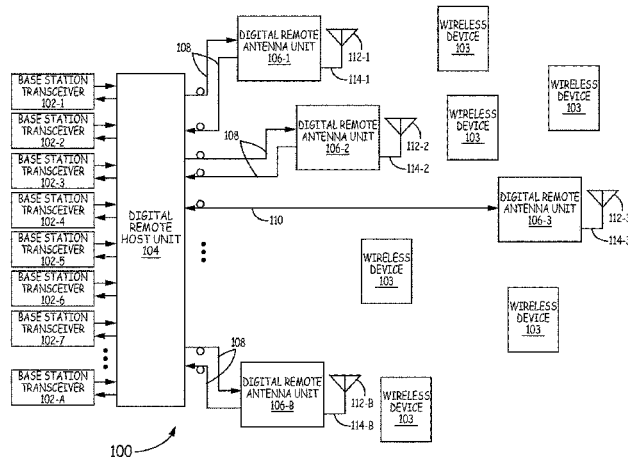 BASE STATION
TRANSCEIVER
102-1
BASE STATION
TRANSCEIVER
102-2
BASE STATION
TRANSCEIVER
102-3
BASE STATION
TRANSCEIVER
102-4
BASE STATION
TRANSCEIVER
102-5
BASE STATION
TRANSCEIVER
102-6
BASE STATION
TRANSCEIVER
102-7
BASE STATION
TRANSCEIVER
102-A
DIGITAL
REMOTE
HOST UNIT
104
108
DIGITAL REMOTE
ANTENNA UNIT
106-1
112-1
114-1
108
DIGITAL REMOTE
ANTENNA UNIT
106-2
112-2
114-2
110
DIGITAL REMOTE
ANTENNA UNIT
106-3
112-3
114-3
108
DIGITAL REMOTE
ANTENNA UNIT
106-B
112-B
114-B
WIRELESS
DEVICE
103
WIRELESS
DEVICE
103
WIRELESS
DEVICE
103
WIRELESS
DEVICE
103
WIRELESS
DEVICE
103
WIRELESS
DEVICE
103
100